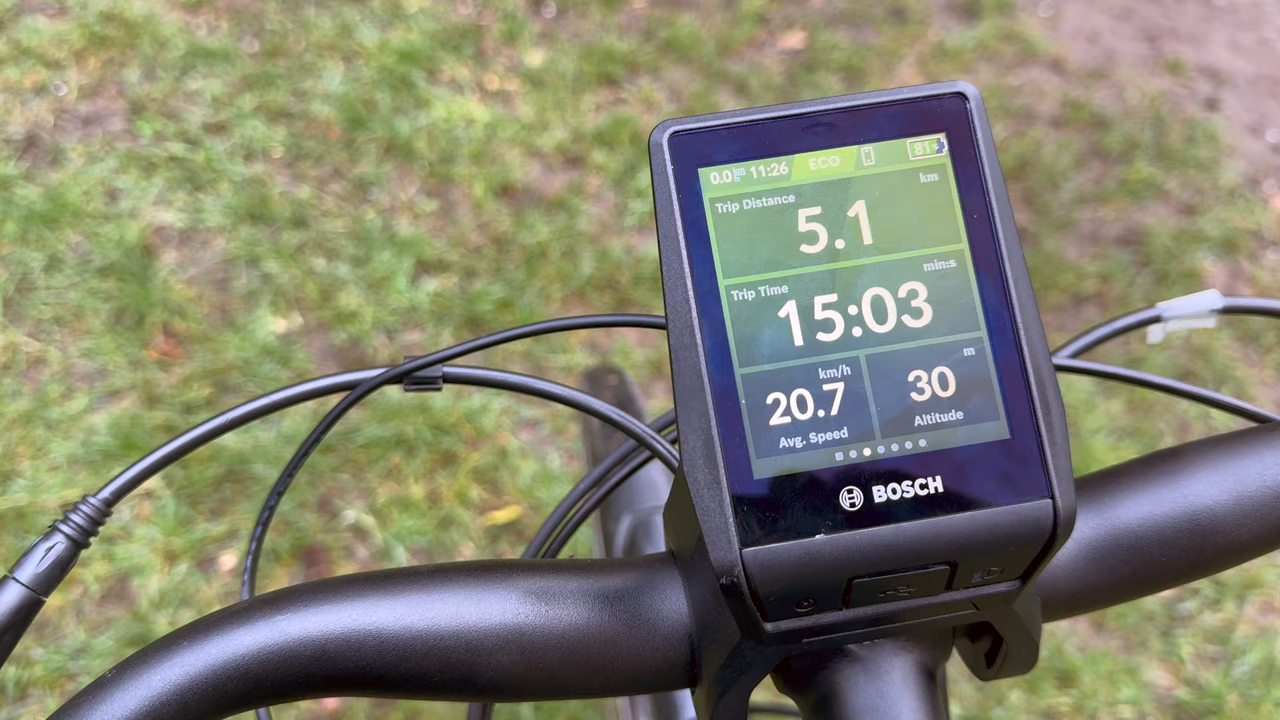 0.0 km/h 11:26 ECO 81
Trip Distance km
5.1
Trip Time min:s
15:03
km/h m
20.7 30
Avg. Speed Altitude
BOSCH